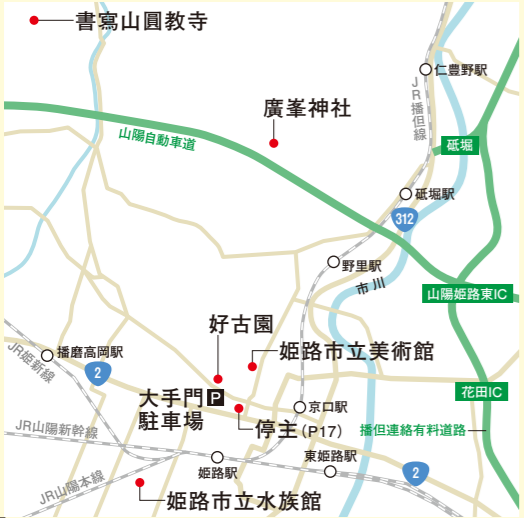 書寫山圓教寺
仁豊野駅
JR播但線
廣峯神社
山陽自動車道
砥堀
砥堀駅
312
野里駅
市川
山陽姫路東IC
好古園
姫路市立美術館
JR姫新線
播磨高岡駅
2
花田IC
大手門
駐車場
P
京口駅
停主(P17)
播但連絡有料道路
JR山陽新幹線
東姫路駅
姫路駅
2
JR山陽本線
姫路市立水族館